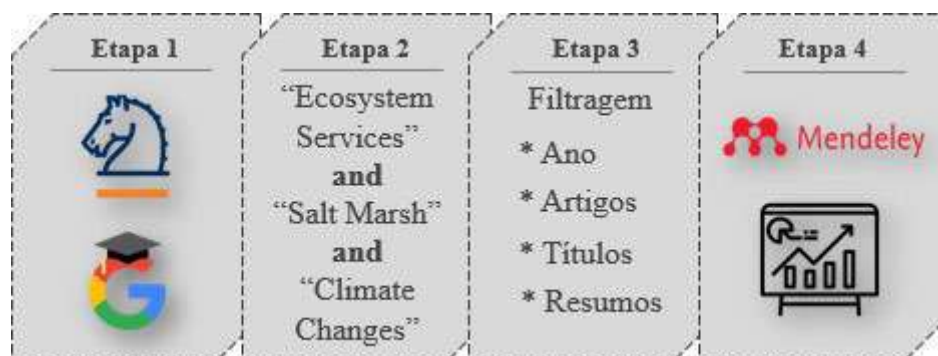 Etapa 1
Etapa 2
“Ecosystem
Services”
and
“Salt Marsh”
and
“Climate
Changes”
Etapa 3
Filtragem
* Ano
* Artigos
* Títulos
* Resumos
Etapa 4
Mendeley